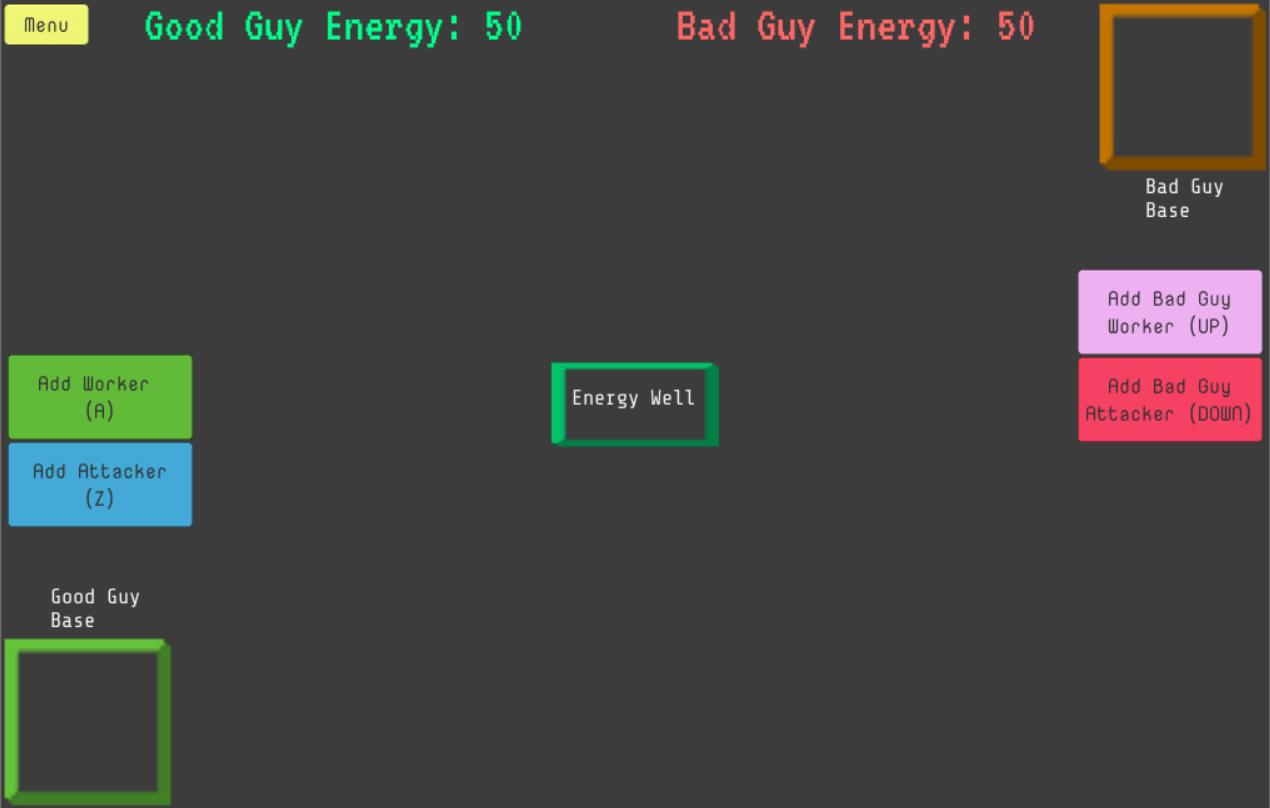 Menu
Good Guy Energy: 50
Bad Guy Energy: 50
Bad Guy
Base
Add Bad Guy
Worker (UP)
Add Bad Guy
Attacker (DOWN)
Energy Well
Add Worker
(A)
Add Attacker
(Z)
Good Guy
Base